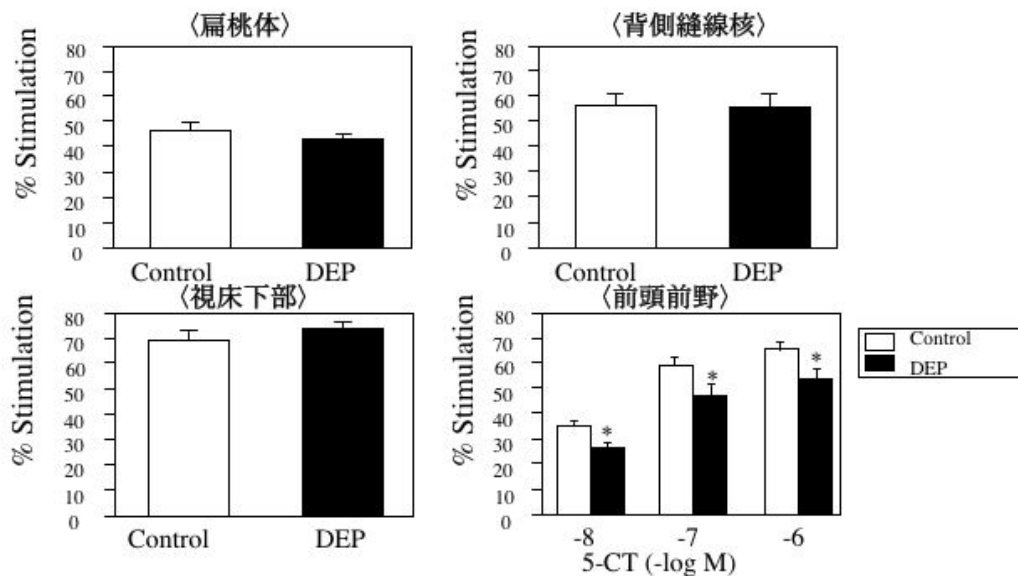 〈扁桃体〉
% Stimulation
80
70
60
50
40
30
20
10
0
Control DEP
〈背側縫線核〉
% Stimulation
80
70
60
50
40
30
20
10
0
Control DEP
〈視床下部〉
% Stimulation
80
70
60
50
40
30
20
10
0
Control DEP
〈前頭前野〉
% Stimulation
80
70
60
50
40
30
20
10
0
* * *
-8 -7 -6
5-CT (-log M)
Control
DEP